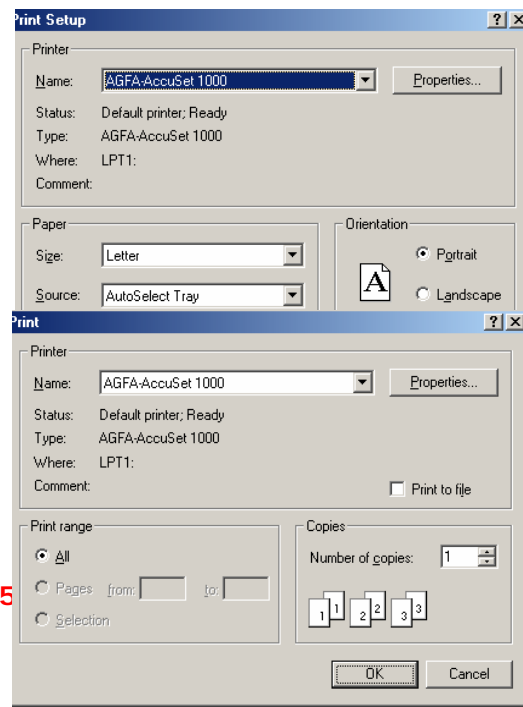 Print Setup
Printer
Name: AGFA-AccuSet 1000 Properties...
Status: Default printer; Ready
Type: AGFA-AccuSet 1000
Where: LPT1:
Comment:
Paper
Orientation
Size: Letter
Portrait
A
Source: AutoSelect Tray
Landscape
Print
Printer
Name: AGFA-AccuSet 1000 Properties...
Status: Default printer; Ready
Type: AGFA-AccuSet 1000
Where: LPT1:
Comment:
Print to file
Print range
Copies
All
Number of copies: 1
5
Pages from: to:
1 1 2 2 3 3
Selection
OK Cancel